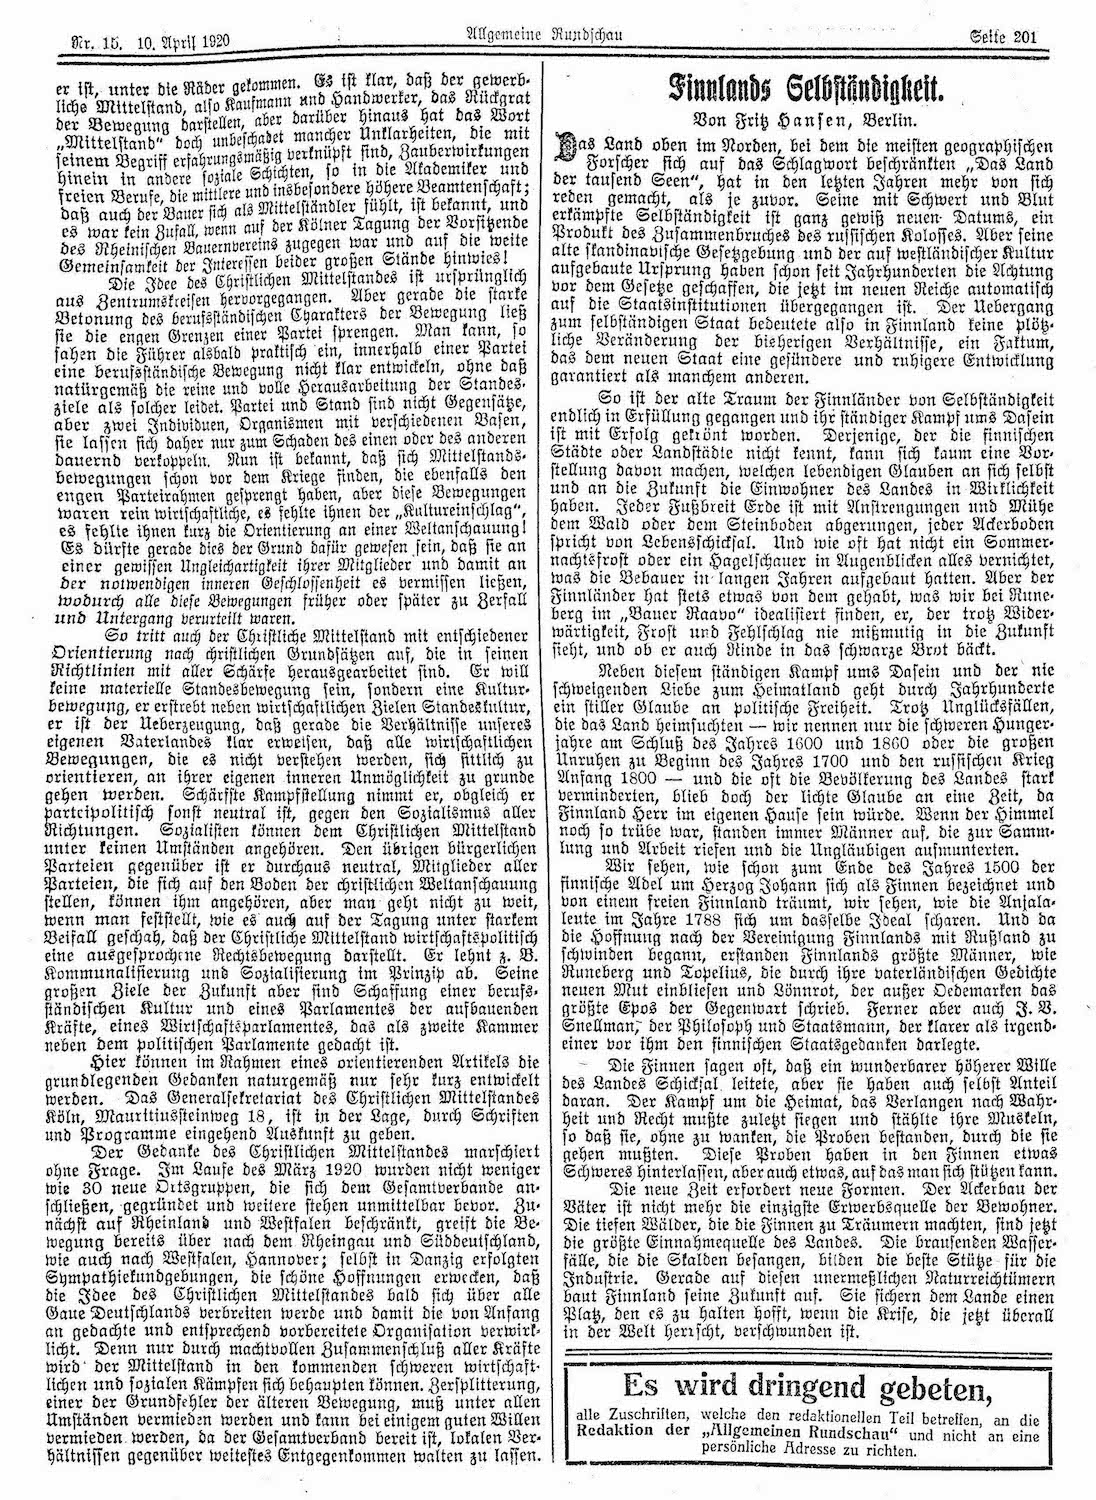 Nr. 15. 10. April 1920
Allgemeine Rundschau
Seite 201
er ist, unter die Räder gekommen. Es ist klar, daß der gewerb-
liche Mittelstand, also Kaufmann und Handwerker, das Rückgrat
der Bewegung darstellen, aber darüber hinaus hat das Wort
„Mittelstand“ doch unbeschadet mancher Unklarheiten, die mit
seinem Begriff erfahrungsmäßig verknüpft sind, Zauberwirkungen
hinein in andere soziale Schichten, so in die Akademiker und
freien Berufe, die mittlere und insbesondere höhere Beamtenschaft;
daß auch der Bauer sich als Mittelständler fühlt, ist bekannt, und
es war kein Zufall, wenn auf der Kölner Tagung der Vorsitzende
des Rheinischen Bauernvereins zugegen war und auf die weite
Gemeinsamkeit der Interessen beider großen Stände hinwies!
Die Idee des Christlichen Mittelstandes ist ursprünglich
aus Zentrumskreisen hervorgegangen. Aber gerade die starke
Betonung des berufsständischen Charakters der Bewegung ließ
sie die engen Grenzen einer Partei sprengen. Man kann, so
sahen die Führer alsbald praktisch ein, innerhalb einer Partei
eine berufsständische Bewegung nicht klar entwickeln, ohne daß
naturgemäß die reine und volle Herausarbeitung der Standes-
ziele als solcher leidet. Partei und Stand sind nicht Gegensätze,
aber zwei Individuen, Organismen mit verschiedenen Basen,
sie lassen sich daher nur zum Schaden des einen oder des anderen
dauernd verkoppeln. Nun ist bekannt, daß sich Mittelstands-
bewegungen schon vor dem Kriege finden, die ebenfalls den
engen Parteirahmen gesprengt haben, aber diese Bewegungen
waren rein wirtschaftliche, es fehlte ihnen der „Kultureinschlag“,
es fehlte ihnen kurz die Orientierung an einer Weltanschauung!
Es dürfte gerade dies der Grund dafür gewesen sein, daß sie an
einer gewissen Ungleichartigkeit ihrer Mitglieder und damit an
der notwendigen inneren Geschlossenheit es vermissen ließen,
wodurch alle diese Bewegungen früher oder später zu Zerfall
und Untergang verurteilt waren.
So tritt auch der Christliche Mittelstand mit entschiedener
Orientierung nach christlichen Grundsätzen auf, die in seinen
Richtlinien mit aller Schärfe herausgearbeitet sind. Er will
keine materielle Standesbewegung sein, sondern eine Kultur-
bewegung, er erstrebt neben wirtschaftlichen Zielen Standeskultur,
er ist der Ueberzeugung, daß gerade die Verhältnisse unseres
eigenen Vaterlandes klar erweisen, daß alle wirtschaftlichen
Bewegungen, die es nicht verstehen werden, sich sittlich zu
orientieren, an ihrer eigenen inneren Unmöglichkeit zu grunde
gehen werden. Schärfste Kampfstellung nimmt er, obgleich er
parteipolitisch sonst neutral ist, gegen den Sozialismus aller
Richtungen. Sozialisten können dem Christlichen Mittelstand
unter keinen Umständen angehören. Den übrigen bürgerlichen
Parteien gegenüber ist er durchaus neutral, Mitglieder aller
Parteien, die sich auf den Boden der christlichen Weltanschauung
stellen, können ihm angehören, aber man geht nicht zu weit,
wenn man feststellt, wie es auch auf der Tagung unter starkem
Beifall geschah, daß der Christliche Mittelstand wirtschaftspolitisch
eine ausgesprochene Rechtsbewegung darstellt. Er lehnt z. B.
Kommunalisierung und Sozialisierung im Prinzip ab. Seine
großen Ziele der Zukunft aber sind Schaffung einer berufs-
ständischen Kultur und eines Parlamentes der aufbauenden
Kräfte, eines Wirtschaftsparlamentes, das als zweite Kammer
neben dem politischen Parlamente gedacht ist.
Hier können im Rahmen eines orientierenden Artikels die
grundlegenden Gedanken naturgemäß nur sehr kurz entwickelt
werden. Das Generalsekretariat des Christlichen Mittelstandes
Köln, Mauritiussteinweg 18, ist in der Lage, durch Schriften
und Programme eingehend Auskunft zu geben.
Der Gedanke des Christlichen Mittelstandes marschiert
ohne Frage. Im Laufe des März 1920 wurden nicht weniger
wie 30 neue Ortsgruppen, die sich dem Gesamtverbande an-
schließen, gegründet und weitere stehen unmittelbar bevor. Zu-
nächst auf Rheinland und Westfalen beschränkt, greift die Be-
wegung bereits über nach dem Rheingau und Süddeutschland,
wie auch nach Westfalen, Hannover; selbst in Danzig erfolgten
Sympathiekundgebungen, die schöne Hoffnungen erwecken, daß
die Idee des Christlichen Mittelstandes bald sich über alle
Gaue Deutschlands verbreiten werde und damit die von Anfang
an gedachte und entsprechend vorbereitete Organisation verwirk-
licht. Denn nur durch machtvollen Zusammenschluß aller Kräfte
wird der Mittelstand in den kommenden schweren wirtschaft-
lichen und sozialen Kämpfen sich behaupten können. Zersplitterung,
einer der Grundfehler der älteren Bewegung, muß unter allen
Umständen vermieden werden und kann bei einigem guten Willen
vermieden werden, da der Gesamtverband bereit ist, lokalen Ver-
hältnissen gegenüber weitestes Entgegenkommen walten zu lassen.
Finnlands Selbständigkeit.
Von Fritz Hansen, Berlin.
Das Land oben im Norden, bei dem die meisten geographischen
Forscher sich auf das Schlagwort beschränkten „Das Land
der tausend Seen“, hat in den letzten Jahren mehr von sich
reden gemacht, als je zuvor. Seine mit Schwert und Blut
erkämpfte Selbständigkeit ist ganz gewiß neuen Datums, ein
Produkt des Zusammenbruches des russischen Kolosses. Aber seine
alte skandinavische Gesetzgebung und der auf westländischer Kultur
aufgebaute Ursprung haben schon seit Jahrhunderten die Achtung
vor dem Gesetze geschaffen, die jetzt im neuen Reiche automatisch
auf die Staatsinstitutionen übergegangen ist. Der Uebergang
zum selbständigen Staat bedeutete also in Finnland keine plötz-
liche Veränderung der bisherigen Verhältnisse, ein Faktum,
das dem neuen Staat eine gesündere und ruhigere Entwicklung
garantiert als manchem anderen.
So ist der alte Traum der Finnländer von Selbständigkeit
endlich in Erfüllung gegangen und ihr ständiger Kampf ums Dasein
ist mit Erfolg gekrönt worden. Derjenige, der die finnischen
Städte oder Landstädte nicht kennt, kann sich kaum eine Vor-
stellung davon machen, welchen lebendigen Glauben an sich selbst
und an die Zukunft die Einwohner des Landes in Wirklichkeit
haben. Jeder Fußbreit Erde ist mit Anstrengungen und Mühe
dem Wald oder dem Steinboden abgerungen, jeder Ackerboden
spricht von Lebensschicksal. Und wie oft hat nicht ein Sommer-
nachtsfrost oder ein Hagelschauer in Augenblicken alles vernichtet,
was die Bebauer in langen Jahren aufgebaut hatten. Aber der
Finnländer hat stets etwas von dem gehabt, was wir bei Rune-
berg im „Bauer Raavo“ idealisiert finden, er, der trotz Wider-
wärtigkeit, Frost und Fehlschlag nie mißmutig in die Zukunft
sieht, und ob er auch Rinde in das schwarze Brot bäckt.
Neben diesem ständigen Kampf ums Dasein und der nie
schweigenden Liebe zum Heimatland geht durch Jahrhunderte
ein stiller Glaube an politische Freiheit. Trotz Unglücksfällen,
die das Land heimsuchten — wir nennen nur die schweren Hunger-
jahre am Schluß des Jahres 1600 und 1860 oder die großen
Unruhen zu Beginn des Jahres 1700 und den russischen Krieg
Anfang 1800 — und die oft die Bevölkerung des Landes stark
verminderten, blieb doch der lichte Glaube an eine Zeit, da
Finnland Herr im eigenen Hause sein würde. Wenn der Himmel
noch so trübe war, standen immer Männer auf, die zur Samm-
lung und Arbeit riefen und die Ungläubigen aufmunterten.
Wir sehen, wie schon zum Ende des Jahres 1500 der
finnische Adel um Herzog Johann sich als Finnen bezeichnet und
von einem freien Finnland träumt, wir sehen, wie die Anjala-
leute im Jahre 1788 sich um dasselbe Ideal scharen. Und da
die Hoffnung nach der Vereinigung Finnlands mit Rußland zu
schwinden begann, erstanden Finnlands größte Männer, wie
Runeberg und Topelius, die durch ihre vaterländischen Gedichte
neuen Mut einbliesen und Lönnrot, der außer Oedemarken das
größte Epos der Gegenwart schrieb. Ferner aber auch J. V.
Snellman, der Philosoph und Staatsmann, der klarer als irgend-
einer vor ihm den finnischen Staatsgedanken darlegte.
Die Finnen sagen oft, daß ein wunderbarer höherer Wille
des Landes Schicksal leitete, aber sie haben auch selbst Anteil
daran. Der Kampf um die Heimat, das Verlangen nach Wahr-
heit und Recht mußte zuletzt siegen und stählte ihre Muskeln,
so daß sie, ohne zu wanken, die Proben bestanden, durch die sie
gehen mußten. Diese Proben haben in den Finnen etwas
Schweres hinterlassen, aber auch etwas, auf das man sich stützen kann.
Die neue Zeit erfordert neue Formen. Der Ackerbau der
Väter ist nicht mehr die einzigste Erwerbsquelle der Bewohner.
Die tiefen Wälder, die die Finnen zu Träumern machten, sind jetzt
die größte Einnahmequelle des Landes. Die brausenden Wasser-
fälle, die die Skalden besangen, bilden die beste Stütze für die
Industrie. Gerade auf diesen unermeßlichen Naturreichtümern
baut Finnland seine Zukunft auf. Sie sichern dem Lande einen
Platz, den es zu halten hofft, wenn die Krise, die jetzt überall
in der Welt herrscht, verschwunden ist.
Es wird dringend gebeten,
alle Zuschriften, welche den redaktionellen Teil betreffen, an die
Redaktion der „Allgemeinen Rundschau“ und nicht an eine
persönliche Adresse zu richten.